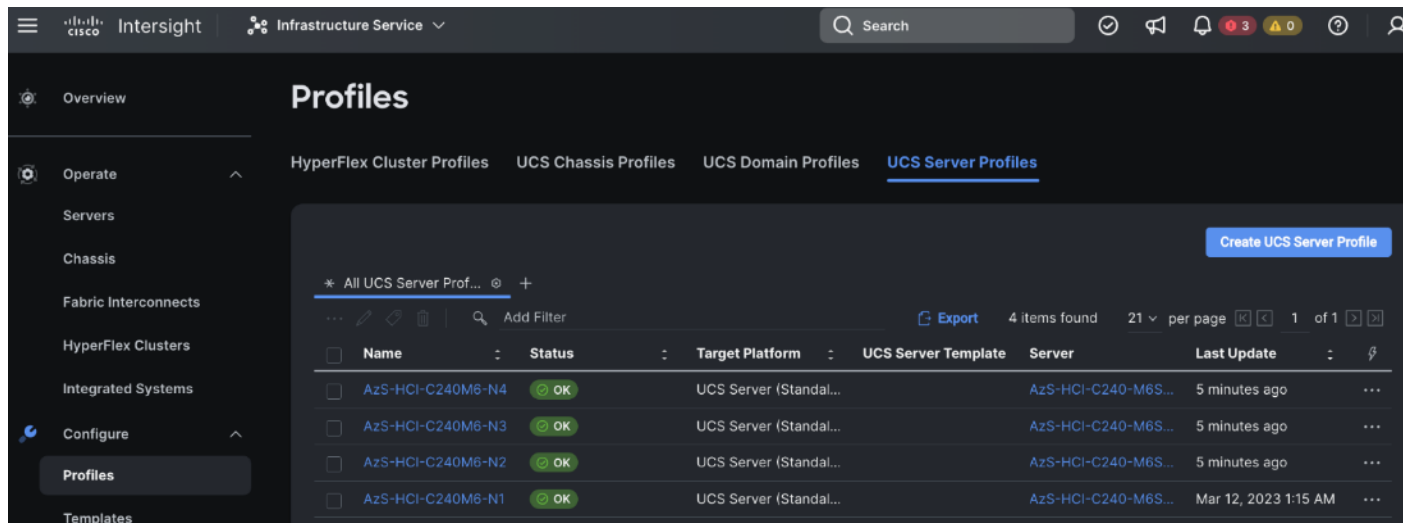 cisco Intersight Infrastructure Service Search 3 0
Overview
Operate
Servers
Chassis
Fabric Interconnects
HyperFlex Clusters
Integrated Systems
Configure
Profiles
Templates
Profiles
HyperFlex Cluster Profiles UCS Chassis Profiles UCS Domain Profiles UCS Server Profiles
Create UCS Server Profile
All UCS Server Prof... +
... Add Filter Export 4 items found 21 per page 1 of 1
Name Status Target Platform UCS Server Template Server Last Update
AzS-HCI-C240M6-N4 OK UCS Server (Standal... AzS-HCI-C240-M6S... 5 minutes ago ...
AzS-HCI-C240M6-N3 OK UCS Server (Standal... AzS-HCI-C240-M6S... 5 minutes ago ...
AzS-HCI-C240M6-N2 OK UCS Server (Standal... AzS-HCI-C240-M6S... 5 minutes ago ...
AzS-HCI-C240M6-N1 OK UCS Server (Standal... AzS-HCI-C240-M6S... Mar 12, 2023 1:15 AM ...